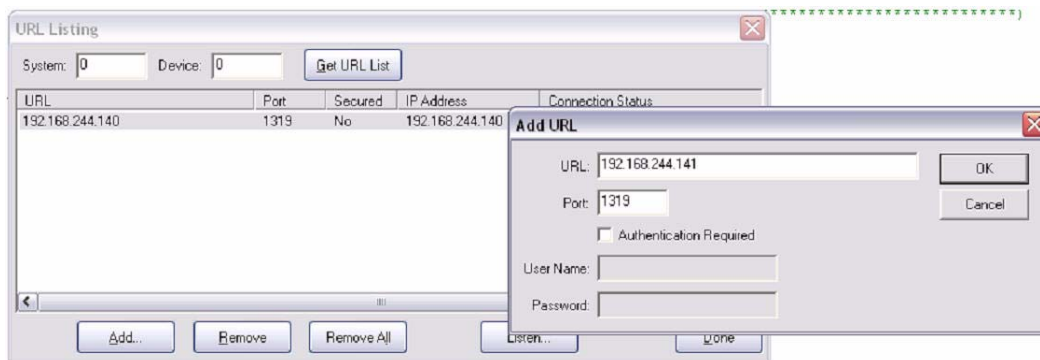 **************************)
URL Listing
System: 0 Device: 0 Get URL List
URL Port Secured IP Address Connection Status
192.168.244.140 1319 No 192.168.244.140
Add... Remove Remove All Listen... Done
Add URL
URL: 192.168.244.141 OK
Port: 1319 Cancel
Authentication Required
User Name:
Password: